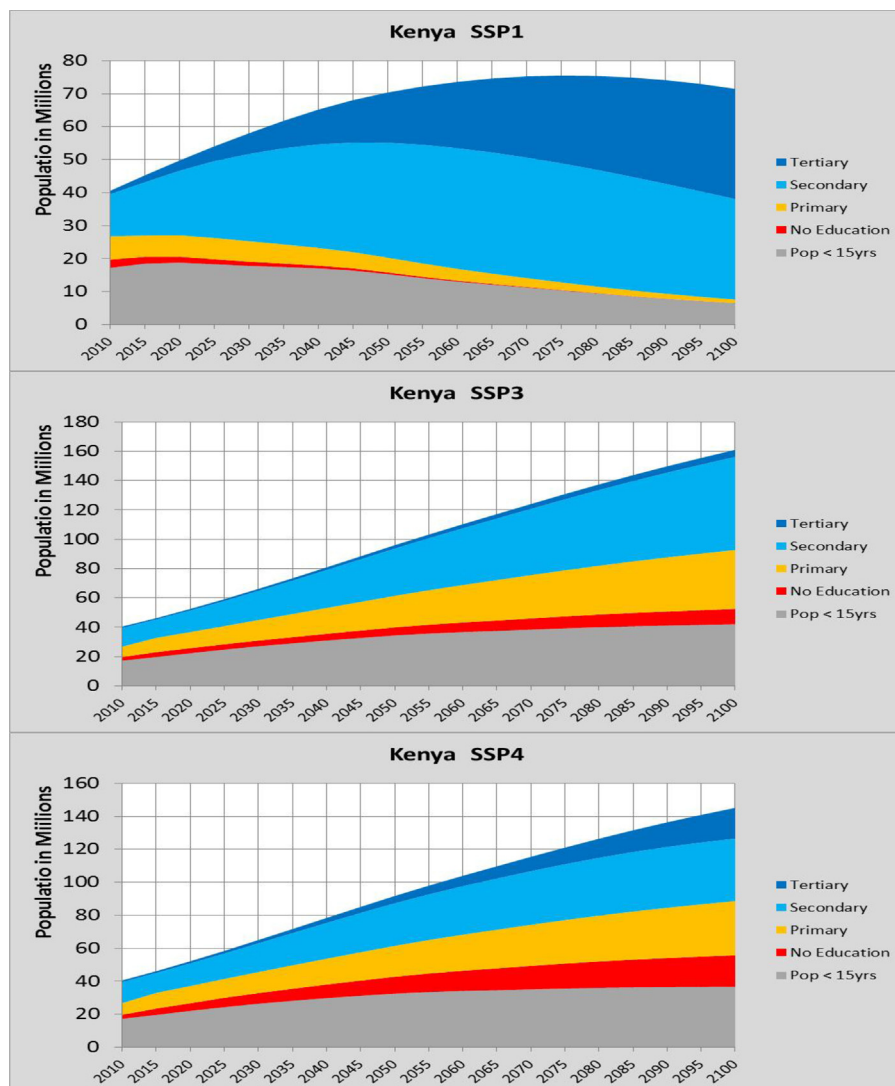 Kenya SSP1
Populatio in Miilions
80
70
60
50
40
30
20
10
0
2010 2015 2020 2025 2030 2035 2040 2045 2050 2055 2060 2065 2070 2075 2080 2085 2090 2095 2100
Tertiary
Secondary
Primary
No Education
Pop < 15yrs
Kenya SSP3
Populatio in Miilions
180
160
140
120
100
80
60
40
20
0
2010 2015 2020 2025 2030 2035 2040 2045 2050 2055 2060 2065 2070 2075 2080 2085 2090 2095 2100
Tertiary
Secondary
Primary
No Education
Pop < 15yrs
Kenya SSP4
Populatio in Miilions
160
140
120
100
80
60
40
20
0
2010 2015 2020 2025 2030 2035 2040 2045 2050 2055 2060 2065 2070 2075 2080 2085 2090 2095 2100
Tertiary
Secondary
Primary
No Education
Pop < 15yrs